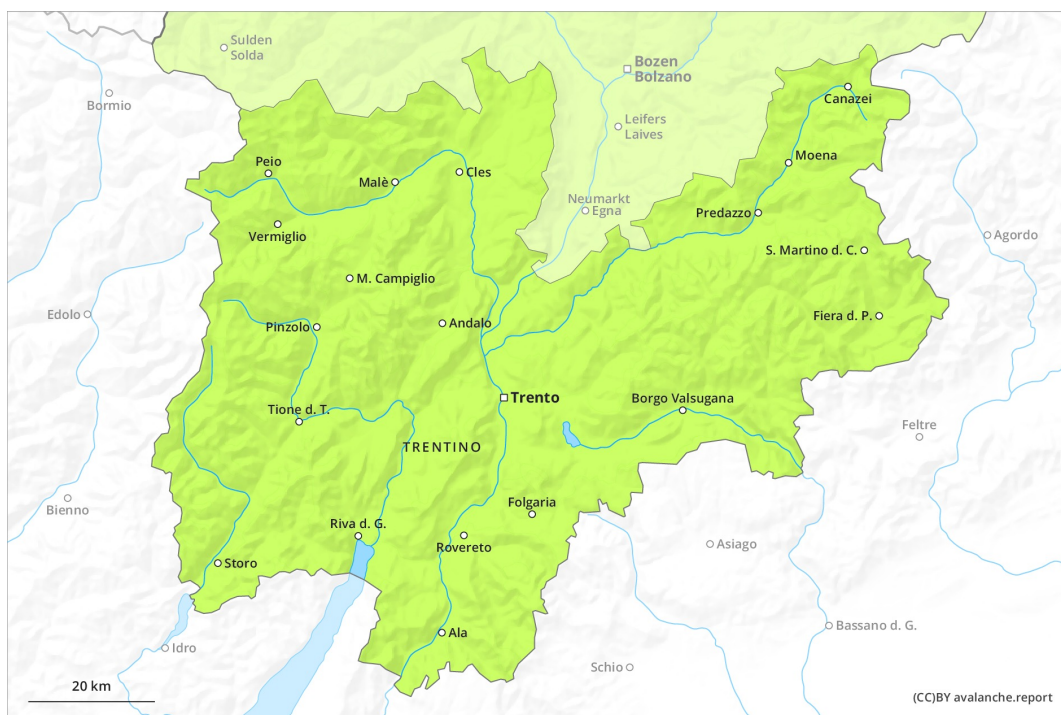 Sulden
Solda
Bozen
Bolzano
Bormio
Canazei
Leifers
Laives
Moena
Peio
Malè
Cles
Neumarkt
Egna
Predazzo
Vermiglio
Agordo
S. Martino d. C.
M. Campiglio
Edolo
Pinzolo
Andalo
Fiera d. P.
Trento
Borgo Valsugana
Tione d. T.
Feltre
TRENTINO
Bienno
Folgaria
Riva d. G.
Rovereto
Asiago
Storo
Bassano d. G.
Ala
Idro
Schio
20 km
(CC)BY avalanche.report